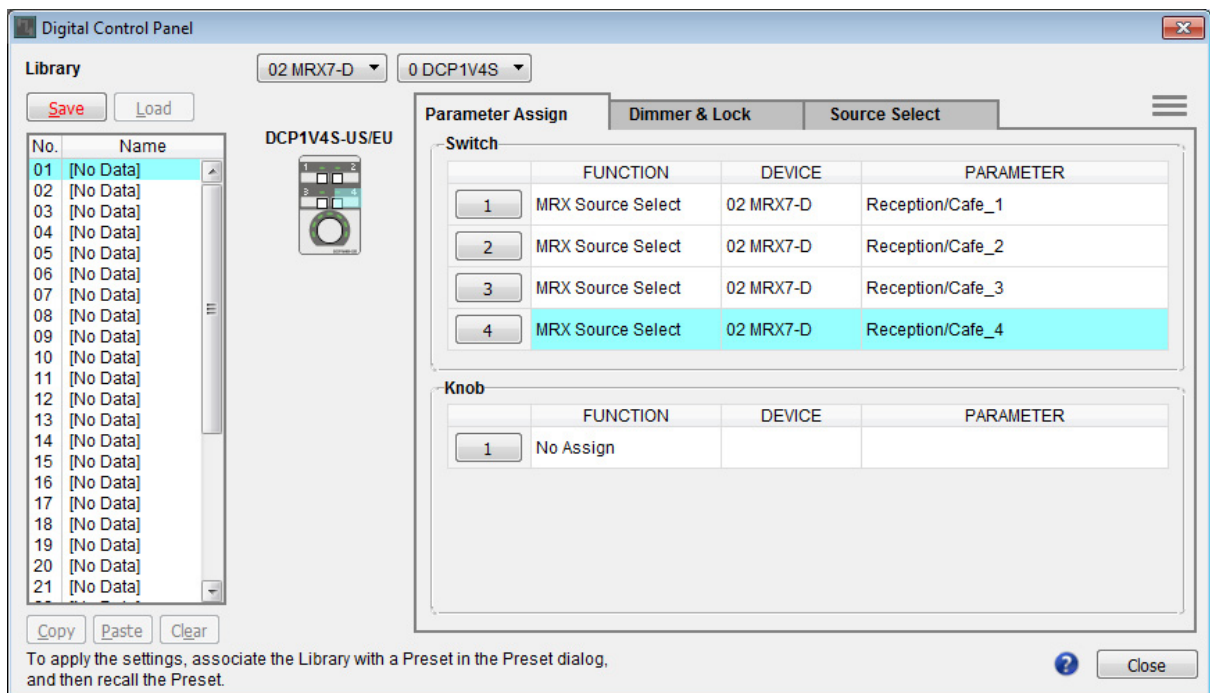 Digital Control Panel
Library
02 MRX7-D
0 DCP1V4S
Save
Load
No. Name
01 [No Data]
02 [No Data]
03 [No Data]
04 [No Data]
05 [No Data]
06 [No Data]
07 [No Data]
08 [No Data]
09 [No Data]
10 [No Data]
11 [No Data]
12 [No Data]
13 [No Data]
14 [No Data]
15 [No Data]
16 [No Data]
17 [No Data]
18 [No Data]
19 [No Data]
20 [No Data]
21 [No Data]
Copy
Paste
Clear
DCP1V4S-US/EU
1 2
3 4
Parameter Assign
Dimmer & Lock
Source Select
Switch
FUNCTION DEVICE PARAMETER
1 MRX Source Select 02 MRX7-D Reception/Cafe_1
2 MRX Source Select 02 MRX7-D Reception/Cafe_2
3 MRX Source Select 02 MRX7-D Reception/Cafe_3
4 MRX Source Select 02 MRX7-D Reception/Cafe_4
Knob
FUNCTION DEVICE PARAMETER
1 No Assign
To apply the settings, associate the Library with a Preset in the Preset dialog,
and then recall the Preset.
?
Close